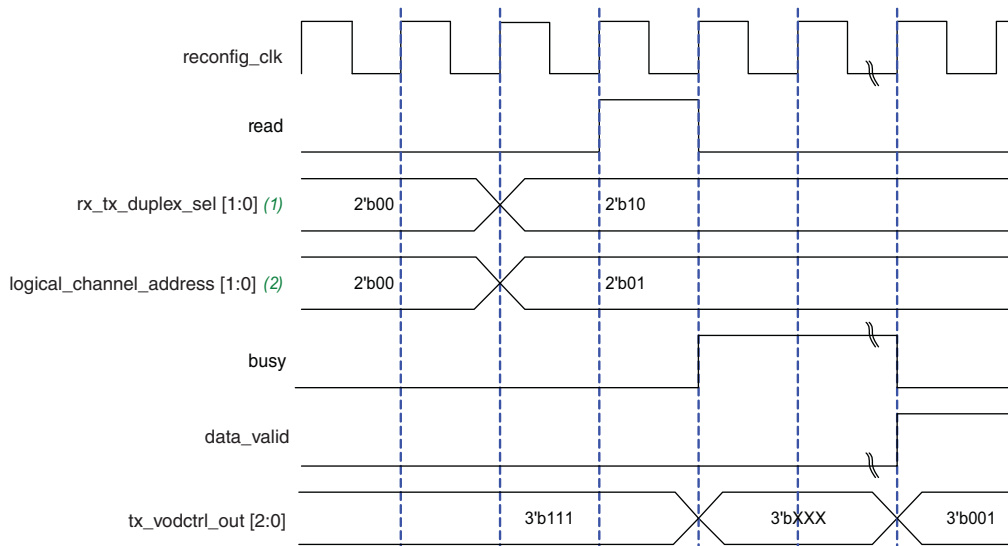 reconfig_clk
read
rx_tx_duplex_sel [1:0] (1) 2'b00 2'b10
logical_channel_address [1:0] (2) 2'b00 2'b01
busy
data_valid
tx_vodctrl_out [2:0] 3'b111 3'bXXX 3'b001